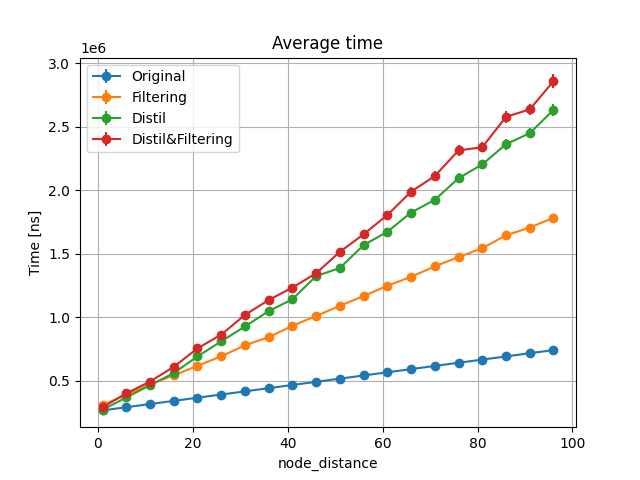 Average time
1e6
3.0
2.5
2.0
1.5
1.0
0.5
Time [ns]
Original
Filtering
Distil
Distil&Filtering
0 20 40 60 80 100
node_distance